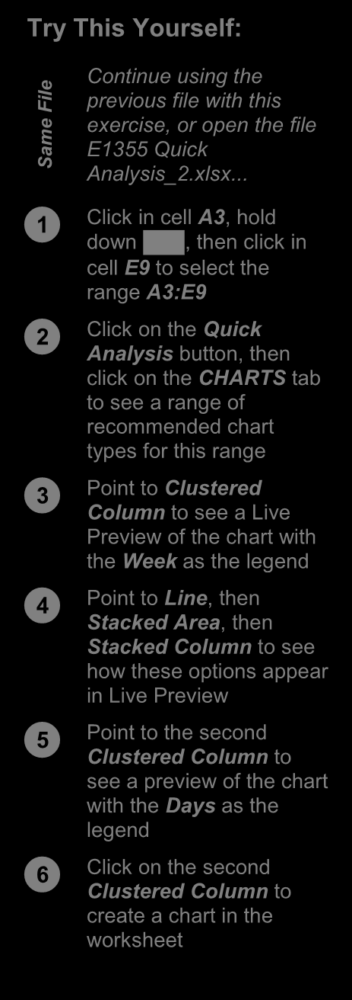 Try This Yourself:
Same File
Continue using the
previous file with this
exercise, or open the file
E1355 Quick
Analysis_2.xlsx...
1
Click in cell A3, hold
down , then click in
cell E9 to select the
range A3:E9
2
Click on the Quick
Analysis button, then
click on the CHARTS tab
to see a range of
recommended chart
types for this range
3
Point to Clustered
Column to see a Live
Preview of the chart with
the Week as the legend
4
Point to Line, then
Stacked Area, then
Stacked Column to see
how these options appear
in Live Preview
5
Point to the second
Clustered Column to
see a preview of the chart
with the Days as the
legend
6
Click on the second
Clustered Column to
create a chart in the
worksheet